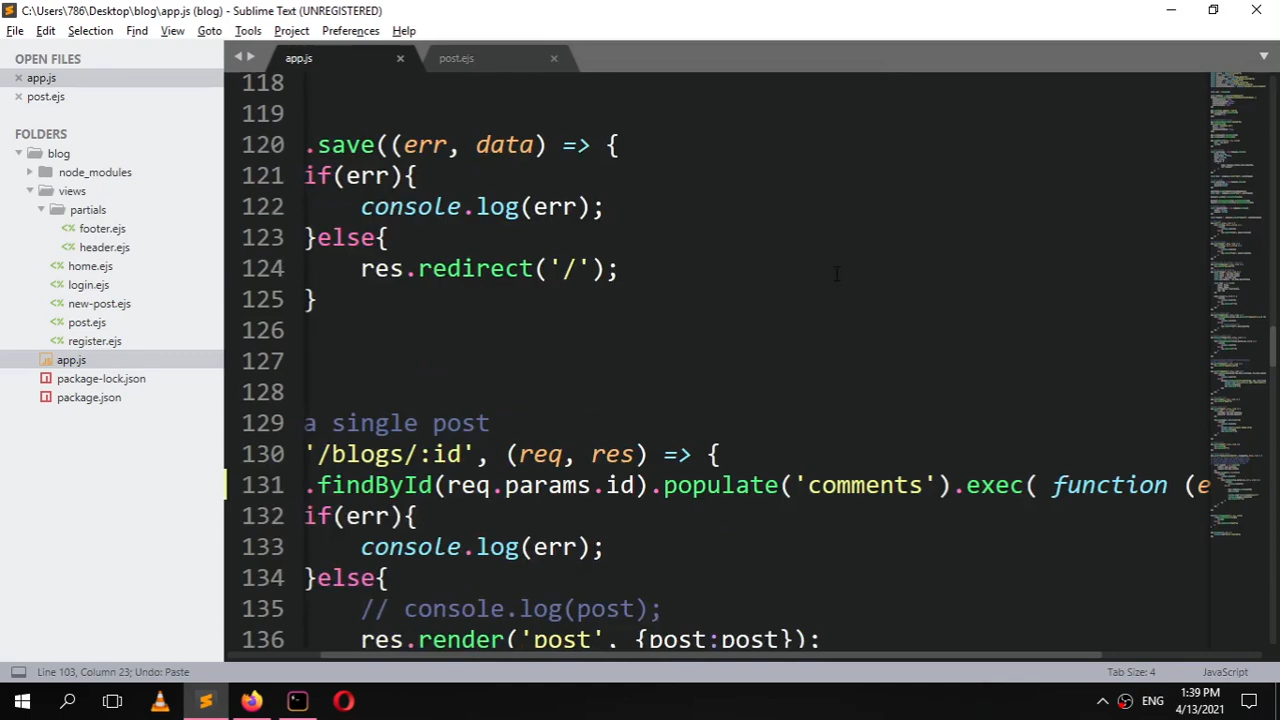 C:\Users\786\Desktop\blog\app.js (blog) - Sublime Text (UNREGISTERED)
File Edit Selection Find View Goto Tools Project Preferences Help
OPEN FILES
app.js
post.ejs
FOLDERS
blog
node_modules
views
partials
footer.ejs
header.ejs
home.ejs
login.ejs
new-post.ejs
post.ejs
register.ejs
app.js
package-lock.json
package.json
app.js
post.ejs
118
119
120 .save((err, data) => {
121 if(err){
122 console.log(err);
123 }else{
124 res.redirect('/');
125 }
126
127
128
129 a single post
130 '/blogs/:id', (req, res) => {
131 .findById(req.params.id).populate('comments').exec( function (e
132 if(err){
133 console.log(err);
134 }else{
135 // console.log(post);
136 res.render('post', {post:post});
Line 103, Column 23; Undo: Paste
Tab Size: 4
JavaScript
ENG
1:39 PM
4/13/2021